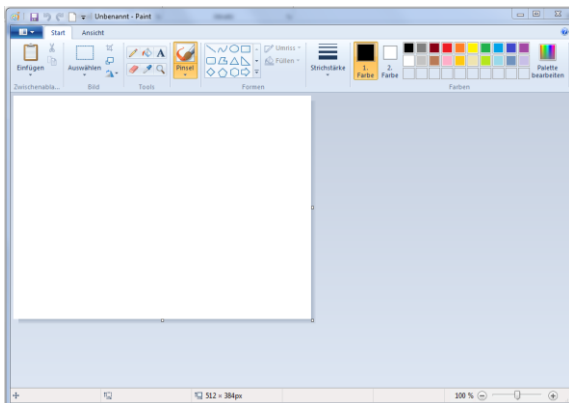 Unbenannt - Paint
Start Ansicht
Einfügen
Auswählen
A
Pinsel
Umriss
Füllen
Strichstärke
1. Farbe
2. Farbe
Palette bearbeiten
Zwischenabla... Bild Tools Formen Farben
512 × 384px
100 %